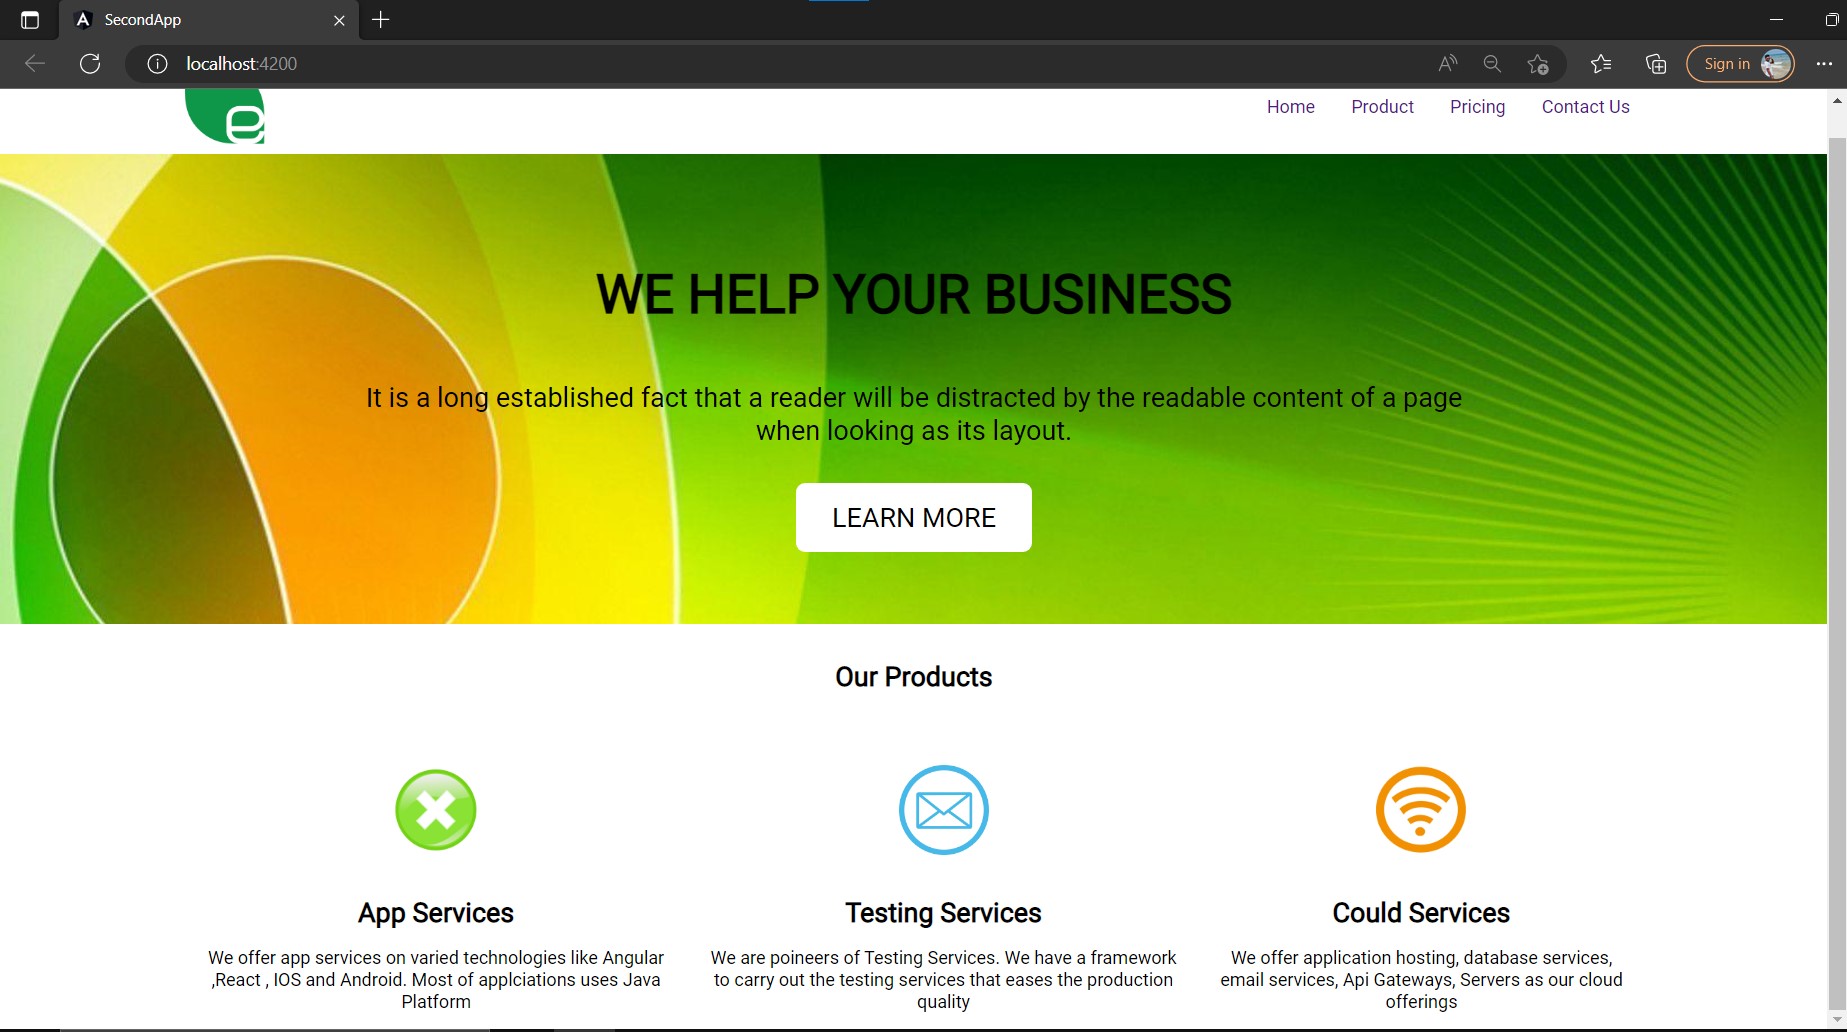 SecondApp
localhost:4200
Sign in
e
Home Product Pricing Contact Us
WE HELP YOUR BUSINESS
It is a long established fact that a reader will be distracted by the readable content of a page
when looking as its layout.
LEARN MORE
Our Products
App Services
We offer app services on varied technologies like Angular
,React , IOS and Android. Most of applciations uses Java
Platform
Testing Services
We are poineers of Testing Services. We have a framework
to carry out the testing services that eases the production
quality
Could Services
We offer application hosting, database services,
email services, Api Gateways, Servers as our cloud
offerings